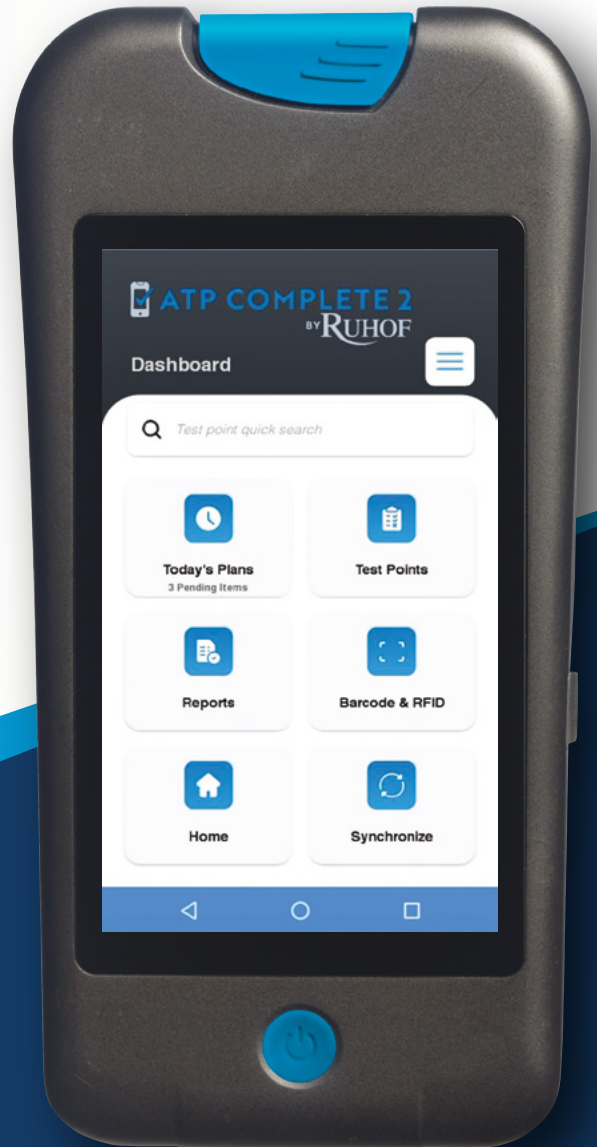 ATP COMPLETE 2
BY RUHOF
Dashboard
Test point quick search
Today's Plans
3 Pending Items
Test Points
Reports
Barcode & RFID
Home
Synchronize